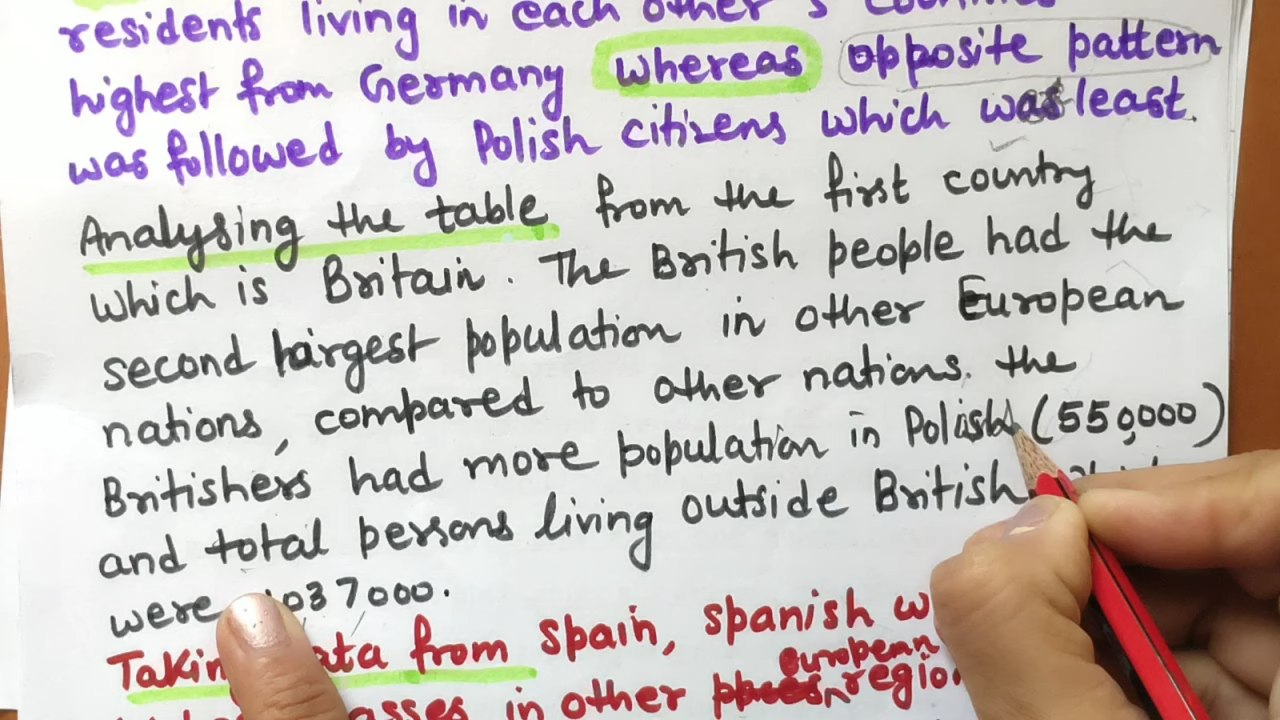 residents living in each other's countries
highest from Germany whereas opposite pattern
was followed by Polish citizens which was least.
Analysing the table from the first country
which is Britain. The British people had the
second largest population in other European
nations, compared to other nations. the
Britishers had more population in Polish (550,000)
and total persons living outside British
were 1037000.
Taking data from Spain, spanish
in other european region